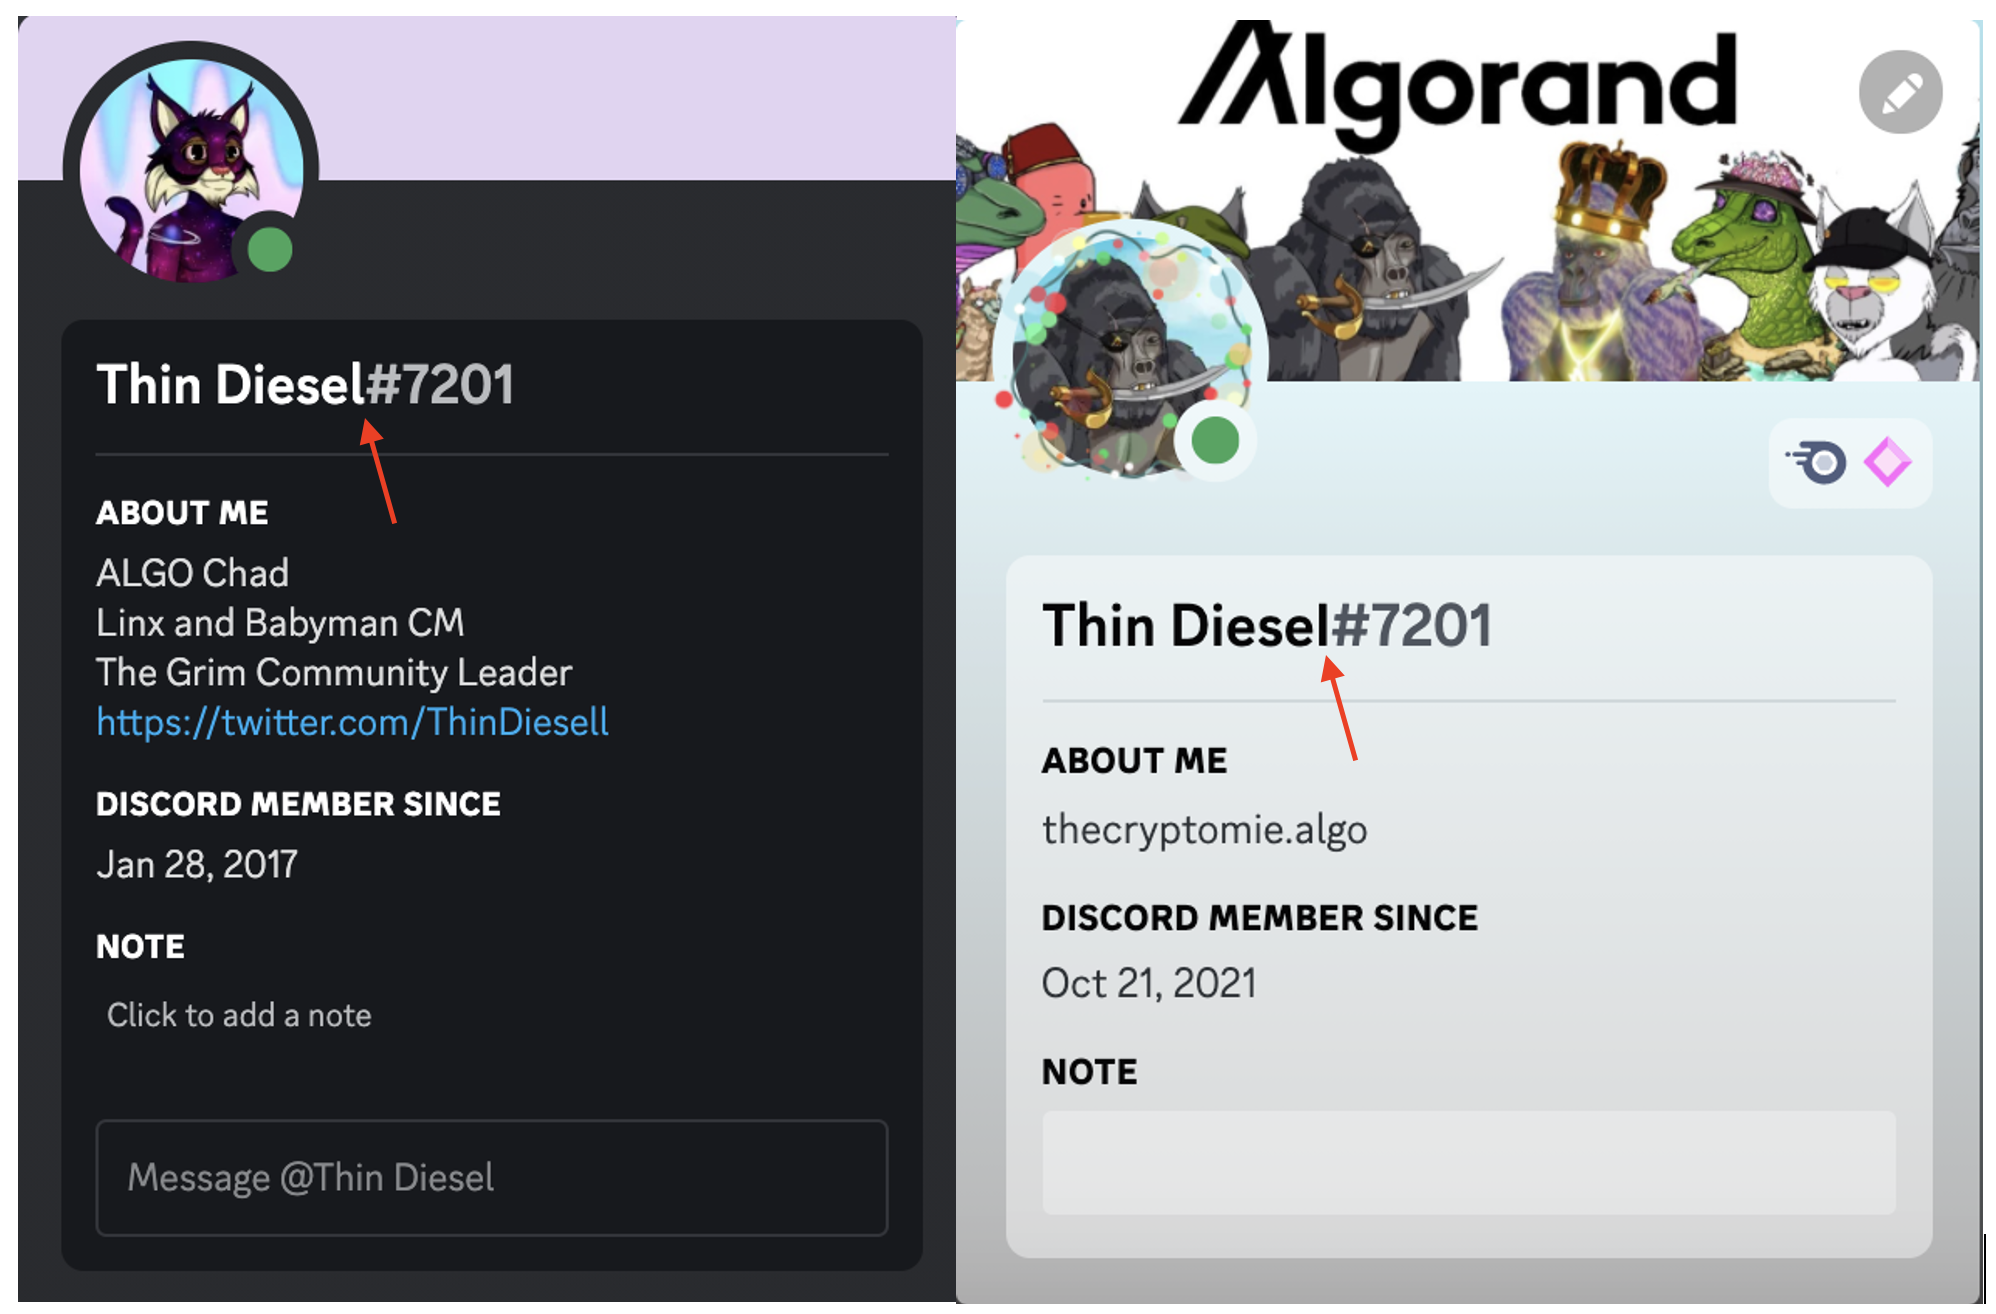 Thin Diesel#7201
ABOUT ME
ALGO Chad
Linx and Babyman CM
The Grim Community Leader
https://twitter.com/ThinDiesell
DISCORD MEMBER SINCE
Jan 28, 2017
NOTE
Click to add a note
Message @Thin Diesel
Algorand
Thin DieseI#7201
ABOUT ME
thecryptomie.algo
DISCORD MEMBER SINCE
Oct 21, 2021
NOTE